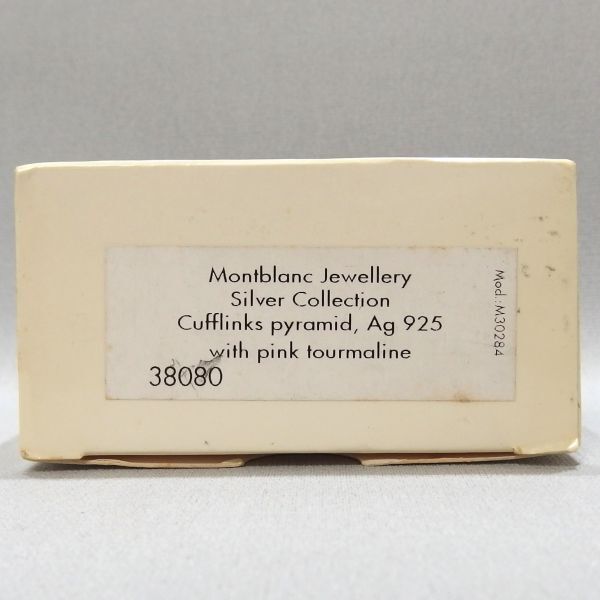 Montblanc Jewellery
Silver Collection
Cufflinks pyramid, Ag 925
with pink tourmaline
38080
Mod.:M30284